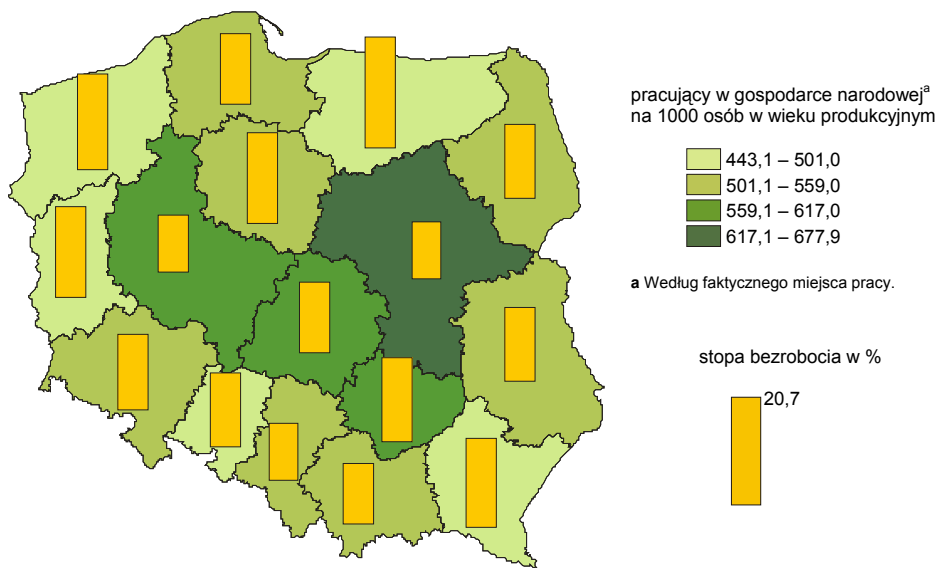 pracujący w gospodarce narodowejª
na 1000 osób w wieku produkcyjnym
443,1 – 501,0
501,1 – 559,0
559,1 – 617,0
617,1 – 677,9
a Według faktycznego miejsca pracy.
stopa bezrobocia w %
20,7